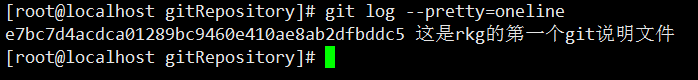 [root@localhost gitRepository]# git log --pretty=oneline
e7bc7d4acdca01289bc9460e410ae8ab2dfbddc5 这是rkg的第一个git说明文件
[root@localhost gitRepository]#